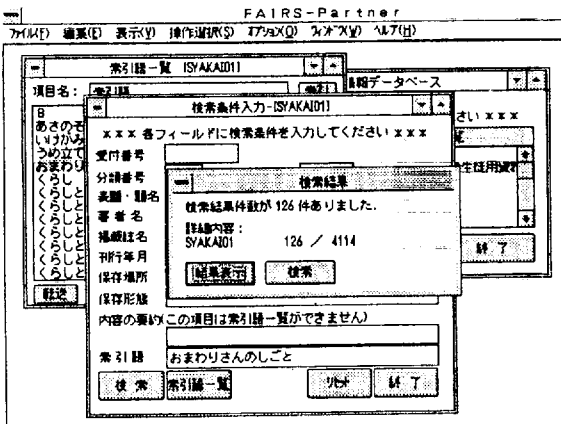 FAIRS-Partner
ファイル(F) 編集(E) 表示(V) 操作選択(S) オプション(O) ウィンドウ(W) ヘルプ(H)
索引語一覧 [SYAKAI01]
項目名: 索引語
情報データベース
B
あさのそ
いけがみ
うめ立て
おまわり
くらし
くらしと
くらしと
くらしと
くらしと
くらしと
くらしと
転送
検索条件入力-[SYAKAI01]
××× 各フィールドに検索条件を入力してください ×××
さい ×××
受付番号
分類番号
表題・題名
著者名
掲載誌名
刊行年月
保存場所
保存形態
内容の要約(この項目は索引語一覧ができません)
索引語 おまわりさんのしごと
検索 索引語一覧 リセット 終了
検索結果
検索結果件数が 126 件ありました.
詳細内容:
SYAKAI01 126 / 4114
結果表示 検索
終了